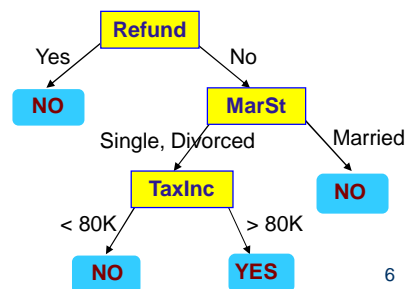 Refund
Yes
No
NO
MarSt
Single, Divorced
Married
TaxInc
NO
< 80K
> 80K
NO
YES
6